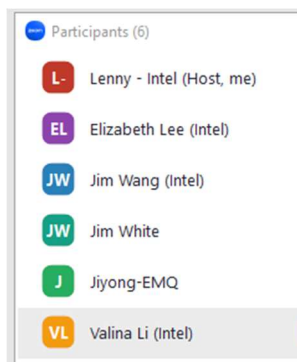 zoom Participants (6)
L- Lenny - Intel (Host, me)
EL Elizabeth Lee (Intel)
JW Jim Wang (Intel)
JW Jim White
J Jiyong-EMQ
VL Valina Li (Intel)